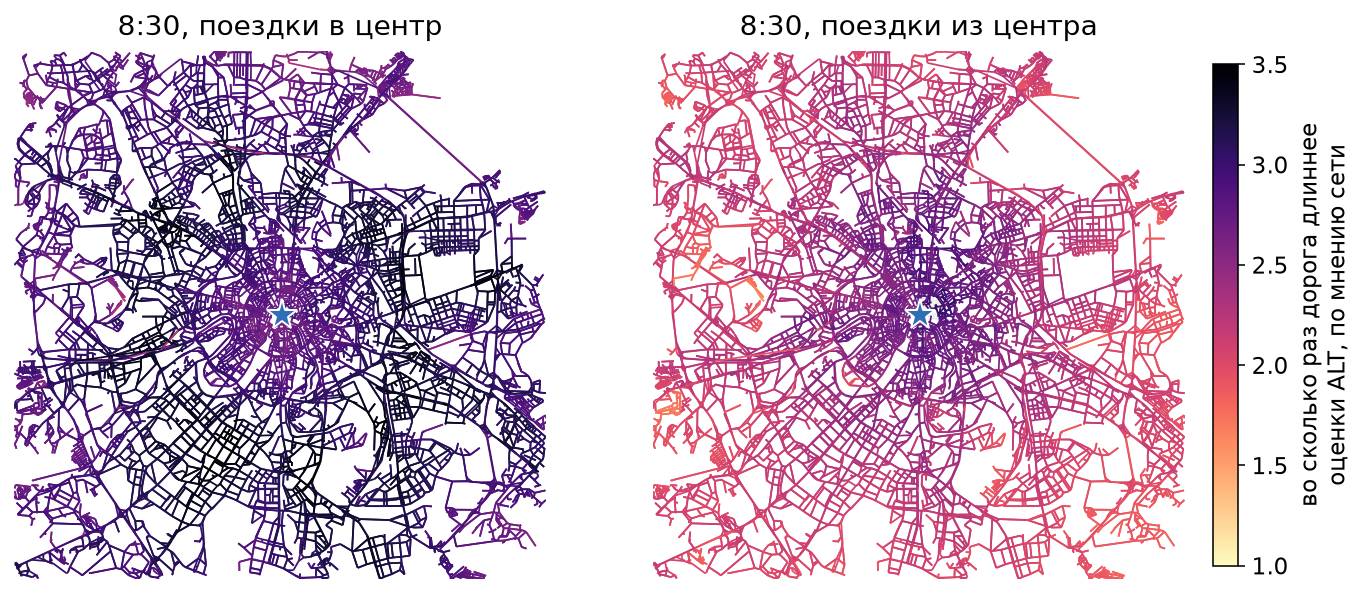 8:30, поездки в центр
8:30, поездки из центра
3.5
3.0
2.5
2.0
1.5
1.0
во сколько раз дорога длиннее
оценки ALT, по мнению сети